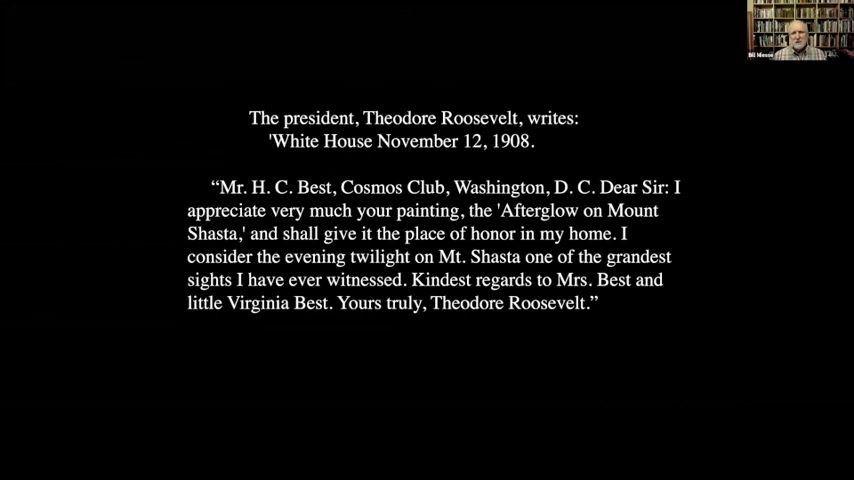 The president, Theodore Roosevelt, writes:
'White House November 12, 1908.
“Mr. H. C. Best, Cosmos Club, Washington, D. C. Dear Sir: I
appreciate very much your painting, the 'Afterglow on Mount
Shasta,' and shall give it the place of honor in my home. I
consider the evening twilight on Mt. Shasta one of the grandest
sights I have ever witnessed. Kindest regards to Mrs. Best and
little Virginia Best. Yours truly, Theodore Roosevelt.”
Bill Miesse